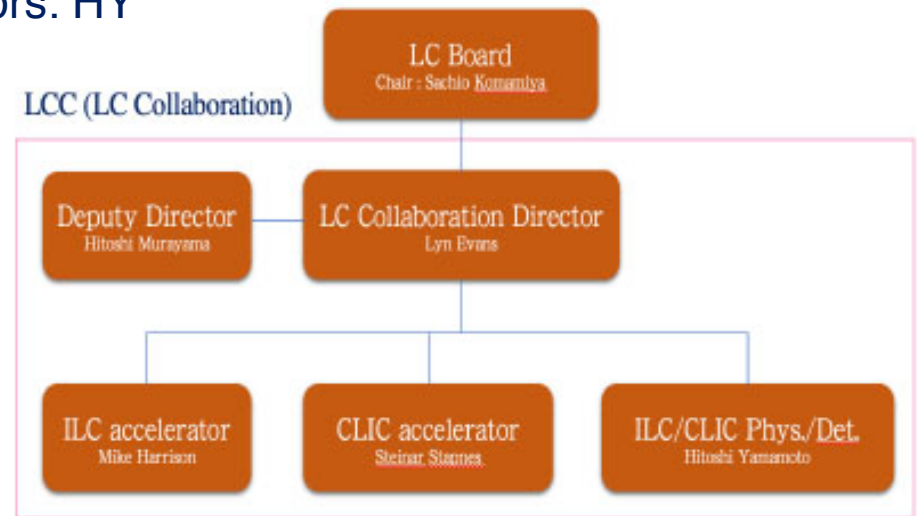 ors: HY
LC Board
Chair : Sachio Komamiya
LCC (LC Collaboration)
Deputy Director
Hitoshi Murayama
LC Collaboration Director
Lyn Evans
ILC accelerator
Mike Harrison
CLIC accelerator
Steinar Stapnes
ILC/CLIC Phys./Det.
Hitoshi Yamamoto